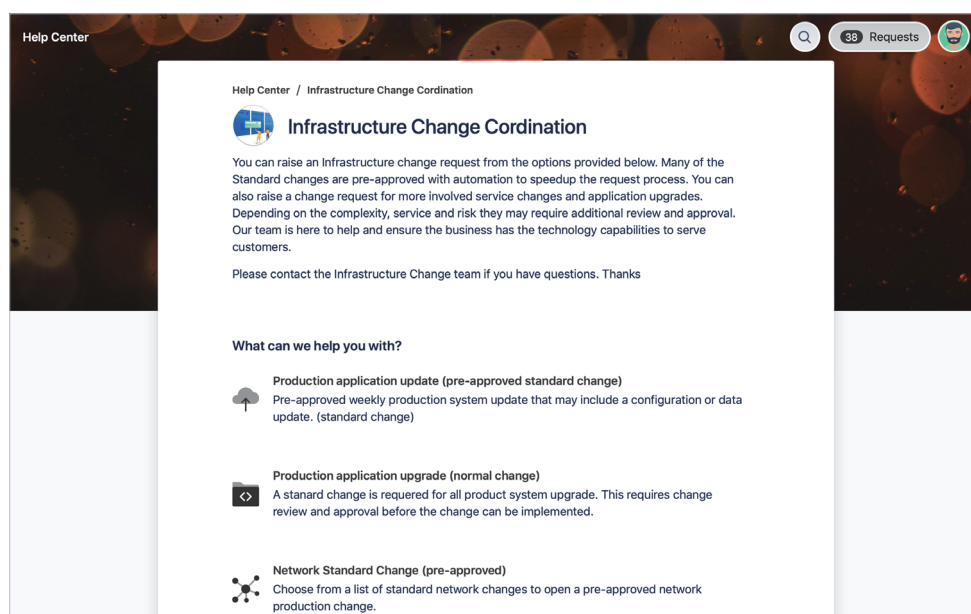 Help Center
38 Requests
Help Center / Infrastructure Change Cordination
Infrastructure Change Cordination
You can raise an Infrastructure change request from the options provided below. Many of the
Standard changes are pre-approved with automation to speedup the request process. You can
also raise a change request for more involved service changes and application upgrades.
Depending on the complexity, service and risk they may require additional review and approval.
Our team is here to help and ensure the business has the technology capabilities to serve
customers.
Please contact the Infrastructure Change team if you have questions. Thanks
What can we help you with?
Production application update (pre-approved standard change)
Pre-approved weekly production system update that may include a configuration or data
update. (standard change)
Production application upgrade (normal change)
A stanard change is requered for all product system upgrade. This requires change
review and approval before the change can be implemented.
Network Standard Change (pre-approved)
Choose from a list of standard network changes to open a pre-approved network
production change.